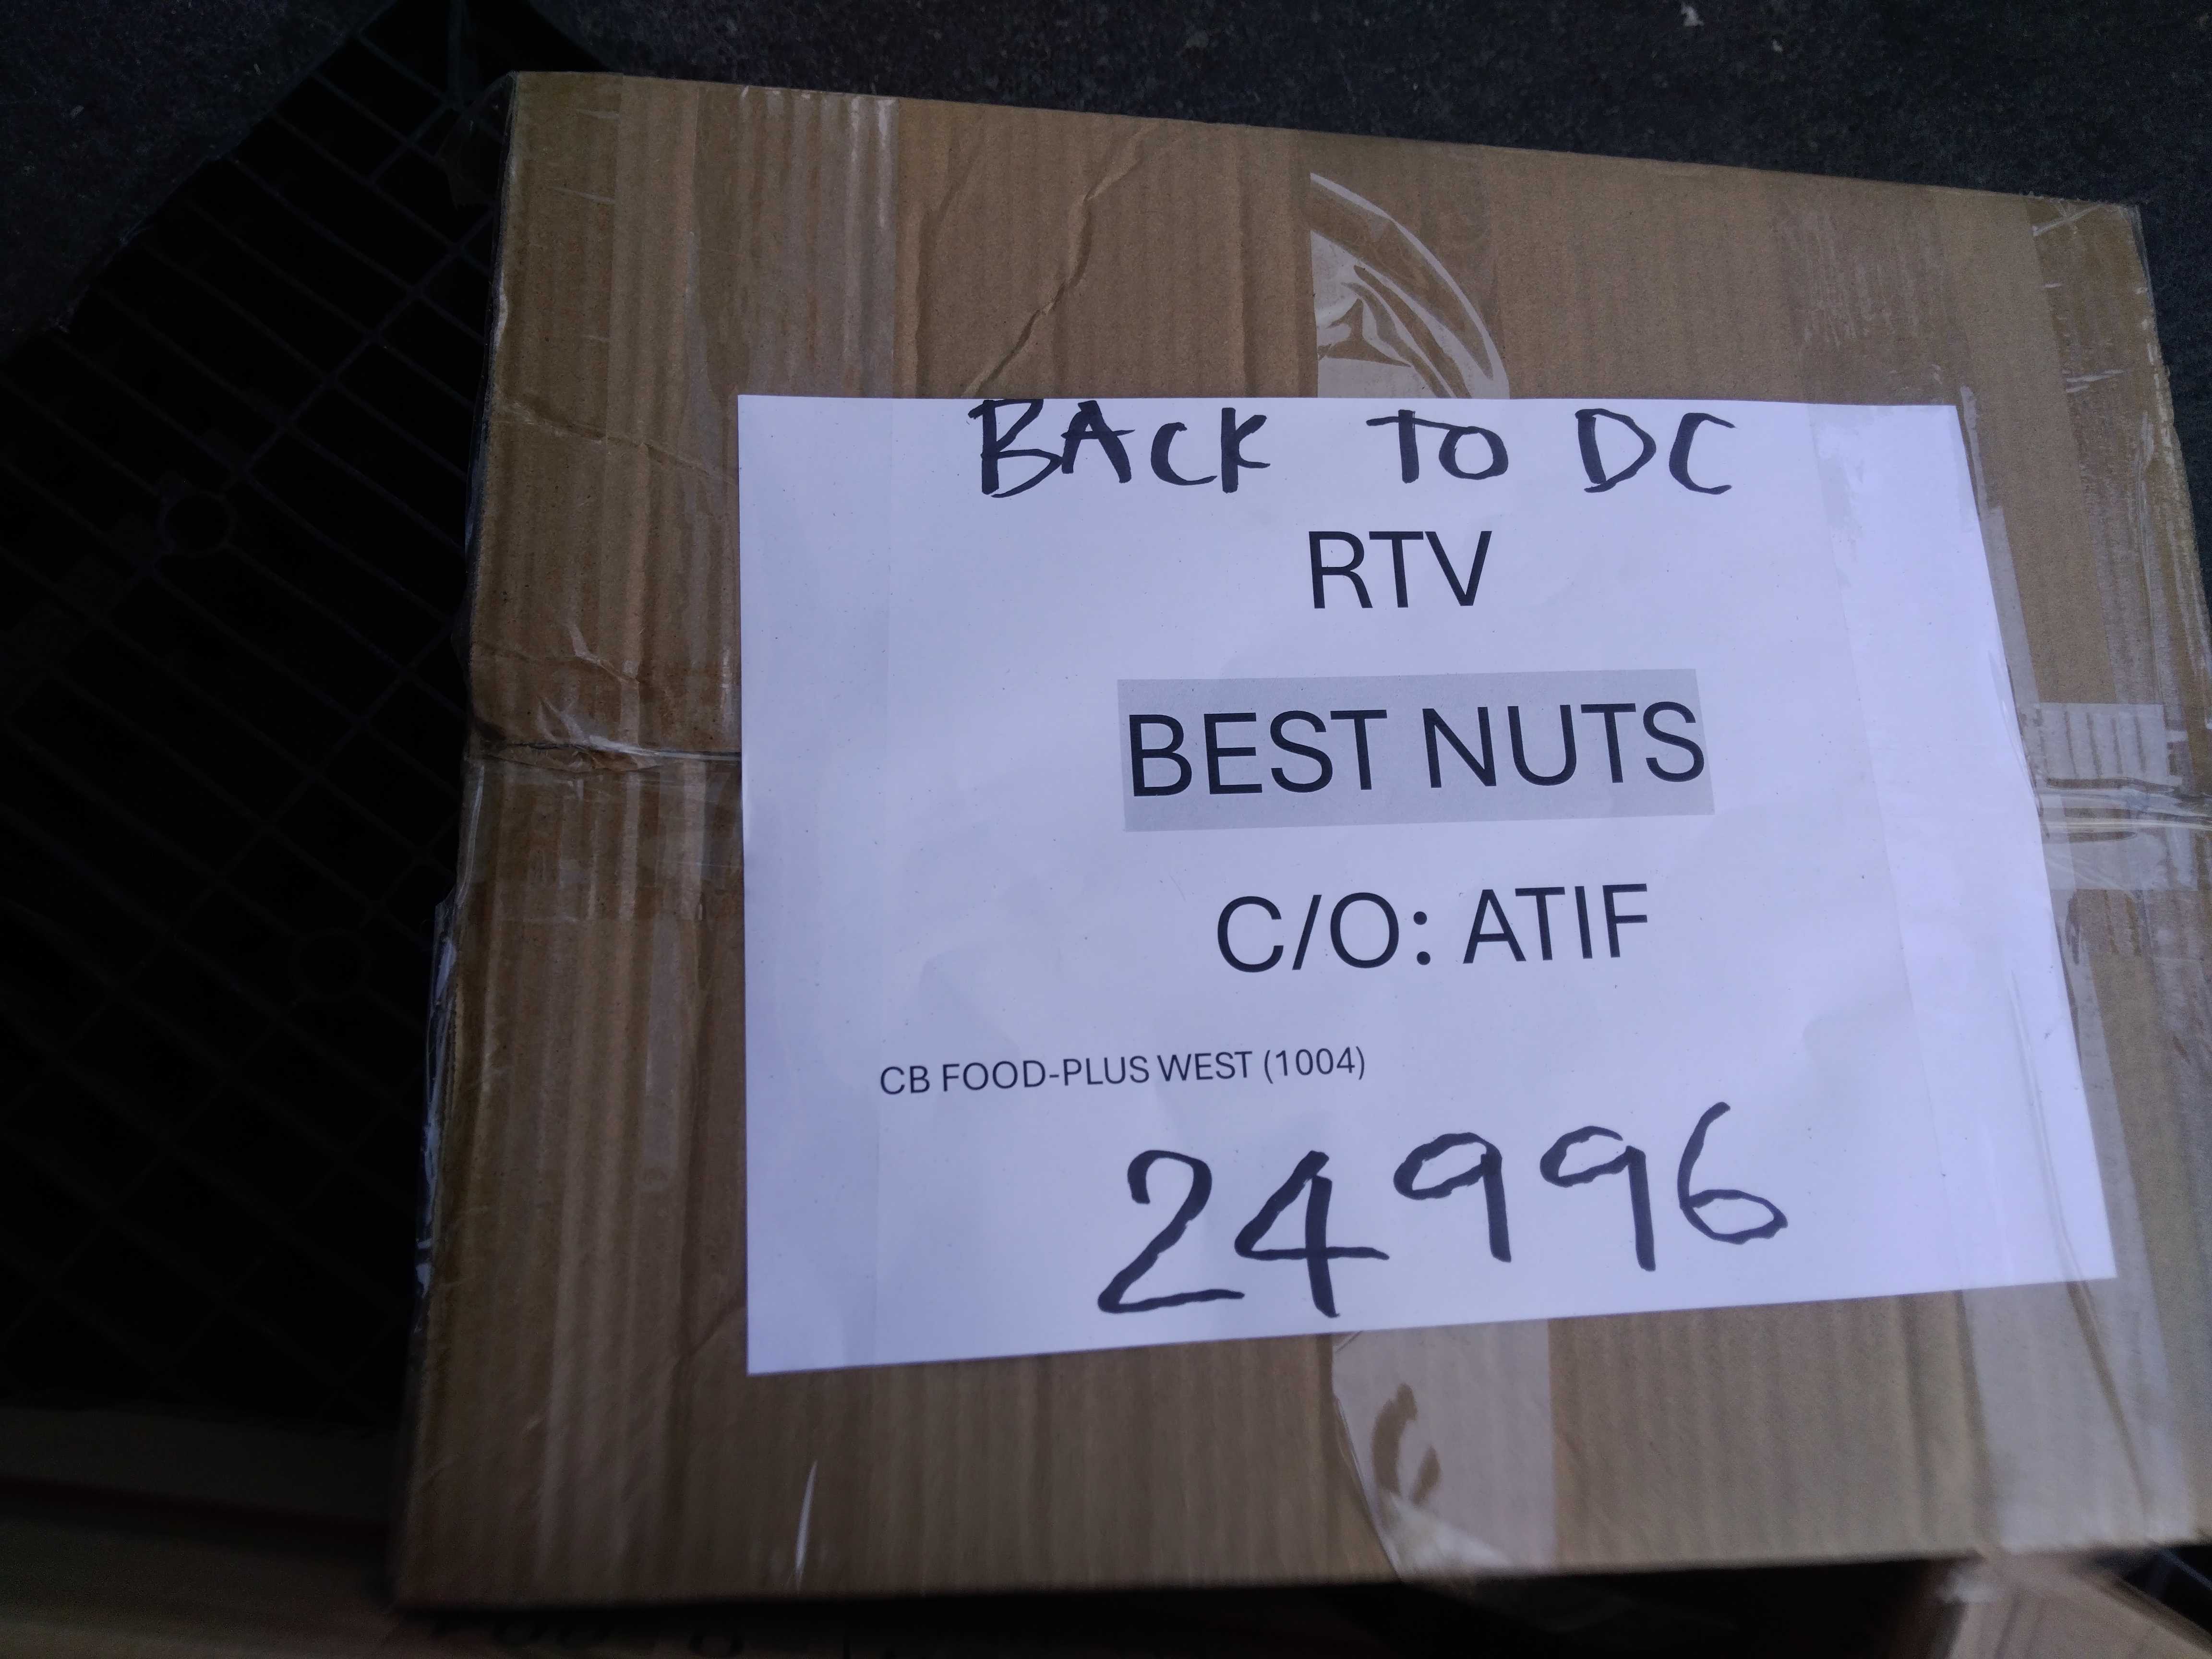 BACK TO DC
RTV
BEST NUTS
C/O: ATIF
CB FOOD-PLUS WEST (1004)
24996